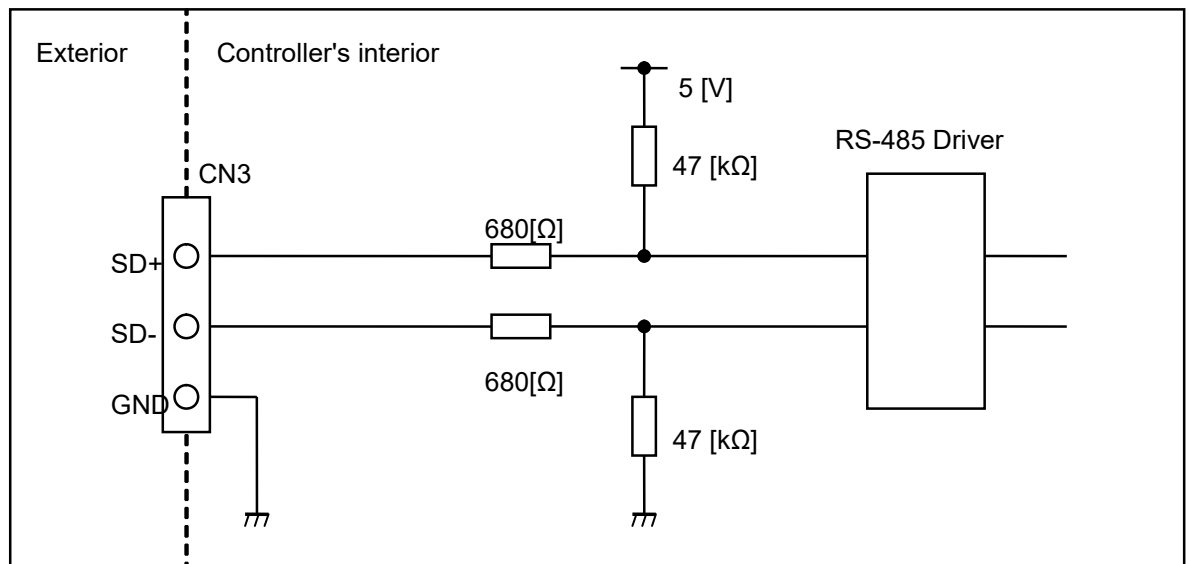 Exterior
Controller's interior
5 [V]
RS-485 Driver
47 [kΩ]
CN3
680[Ω]
SD+
SD-
680[Ω]
GND
47 [kΩ]